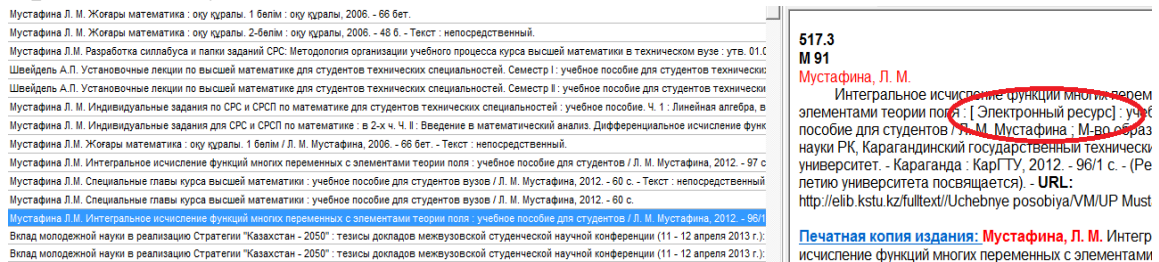 Мустафина Л. М. Жоғары математика : оқу құралы. 1 бөлім : оқу құралы, 2006. - 66 бет.
Мустафина Л. М. Жоғары математика : оқу құралы. 2-бөлім : оқу құралы, 2006. - 48 б. - Текст : непосредственный.
Мустафина Л.М. Разработка силлабуса и папки заданий СРС: Методология организации учебного процесса курса высшей математики в техническом вузе : утв. 01.0
Швейдель А.П. Установочные лекции по высшей математике для студентов технических специальностей. Семестр I : учебное пособие для студентов технически
Швейдель А.П. Установочные лекции по высшей математике для студентов технических специальностей. Семестр II : учебное пособие для студентов технически
Мустафина Л. М. Индивидуальные задания по СРС и СРСП по математике для студентов технических специальностей : учебное пособие. Ч. 1 : Линейная алгебра, в
Мустафина Л. М. Индивидуальные задания для СРС и СРСП по математике : в 2-х ч. Ч. II : Введение в математический анализ. Дифференциальное исчисление функ
Мустафина Л.М. Жоғары математика : оқу құралы. 1 бөлім / Л. М. Мустафина, 2006. - 66 бет. - Текст : непосредственный.
Мустафина Л.М. Интегральное исчисление функций многих переменных с элементами теории поля : учебное пособие для студентов / Л. М. Мустафина, 2012. - 97 с
Мустафина Л.М. Специальные главы курса высшей математики : учебное пособие для студентов вузов / Л. М. Мустафина, 2012. - 60 с. - Текст : непосредственный
Мустафина Л.М. Специальные главы курса высшей математики : учебное пособие для студентов вузов / Л. М. Мустафина, 2012. - 60 с.
Мустафина Л.М. Интегральное исчисление функций многих переменных с элементами теории поля : учебное пособие для студентов / Л. М. Мустафина, 2012. - 96/1
Вклад молодежной науки в реализацию Стратегии "Казахстан - 2050" : тезисы докладов межвузовской студенческой научной конференции (11 - 12 апреля 2013 г.):
Вклад молодежной науки в реализацию Стратегии "Казахстан - 2050" : тезисы докладов межвузовской студенческой научной конференции (11 - 12 апреля 2013 г.):
517.3
М 91
Мустафина, Л. М.
Интегральное исчисление функций многих перем
элементами теории поля : [ Электронный ресурс] : учеб
пособие для студентов / Л. М. Мустафина ; М-во образ
науки РК, Карагандинский государственный технически
университет. - Караганда : КарГТУ, 2012. - 96/1 с. - (Ре
летию университета посвящается). - URL:
http://elib.kstu.kz/fulltext//Uchebnye posobiya/VM/UP Must
Печатная копия издания: Мустафина, Л. М. Интегр
исчисление функций многих переменных с элементами